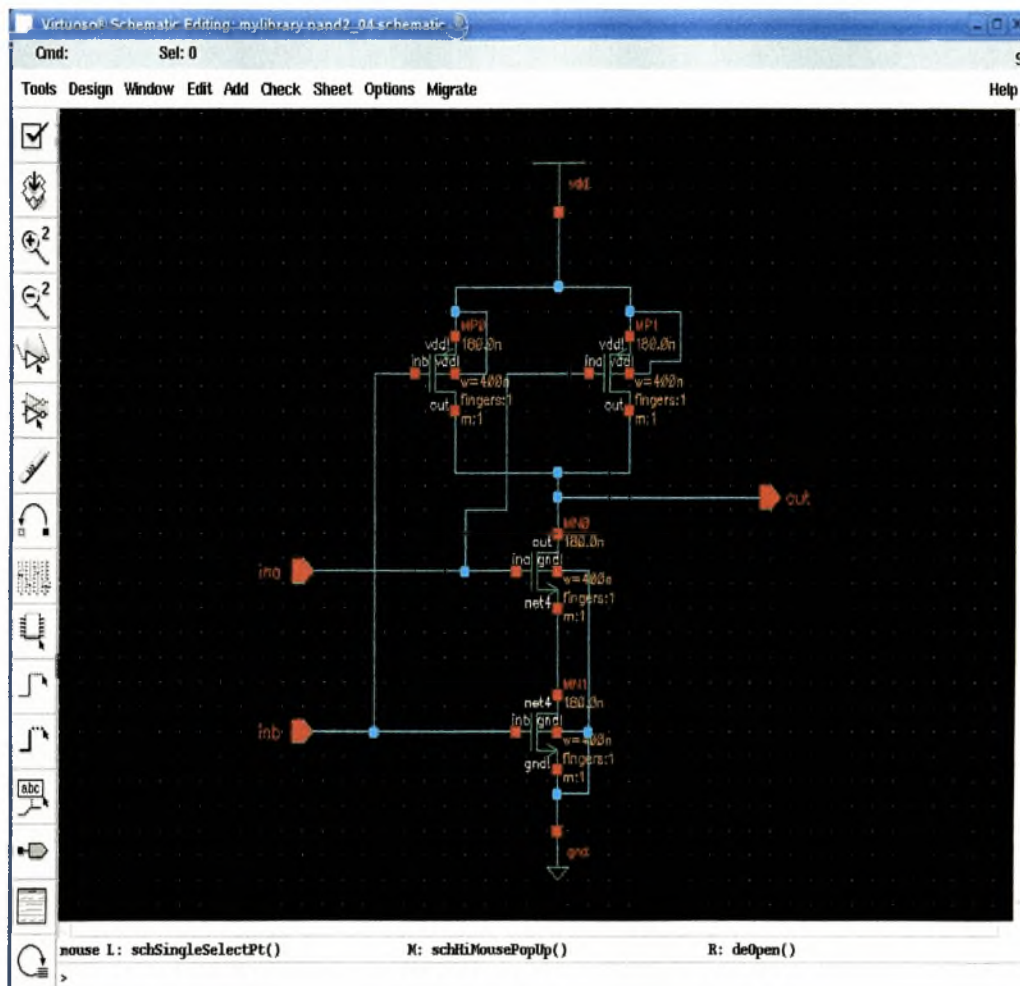 Virtuoso® Schematic Editing: mylibrary nand2_04 schematic
Cmd: Sel: 0
Tools Design Window Edit Add Check Sheet Options Migrate Help
2
2
abc
vdd!
MP0 MP1
vdd! 180.0n vdd! 180.0n
inb vdd! ina vdd!
w=400n w=400n
out fingers:1 out fingers:1
m:1 m:1
out
MN0
out 180.0n
ina ina gnd!
w=400n
fingers:1
net4 m:1
MN1
net4 180.0n
inb inb gnd!
w=400n
fingers:1
gnd! m:1
gnd!
mouse L: schSingleSelectPt() M: schHiMousePopUp() R: deOpen()
>